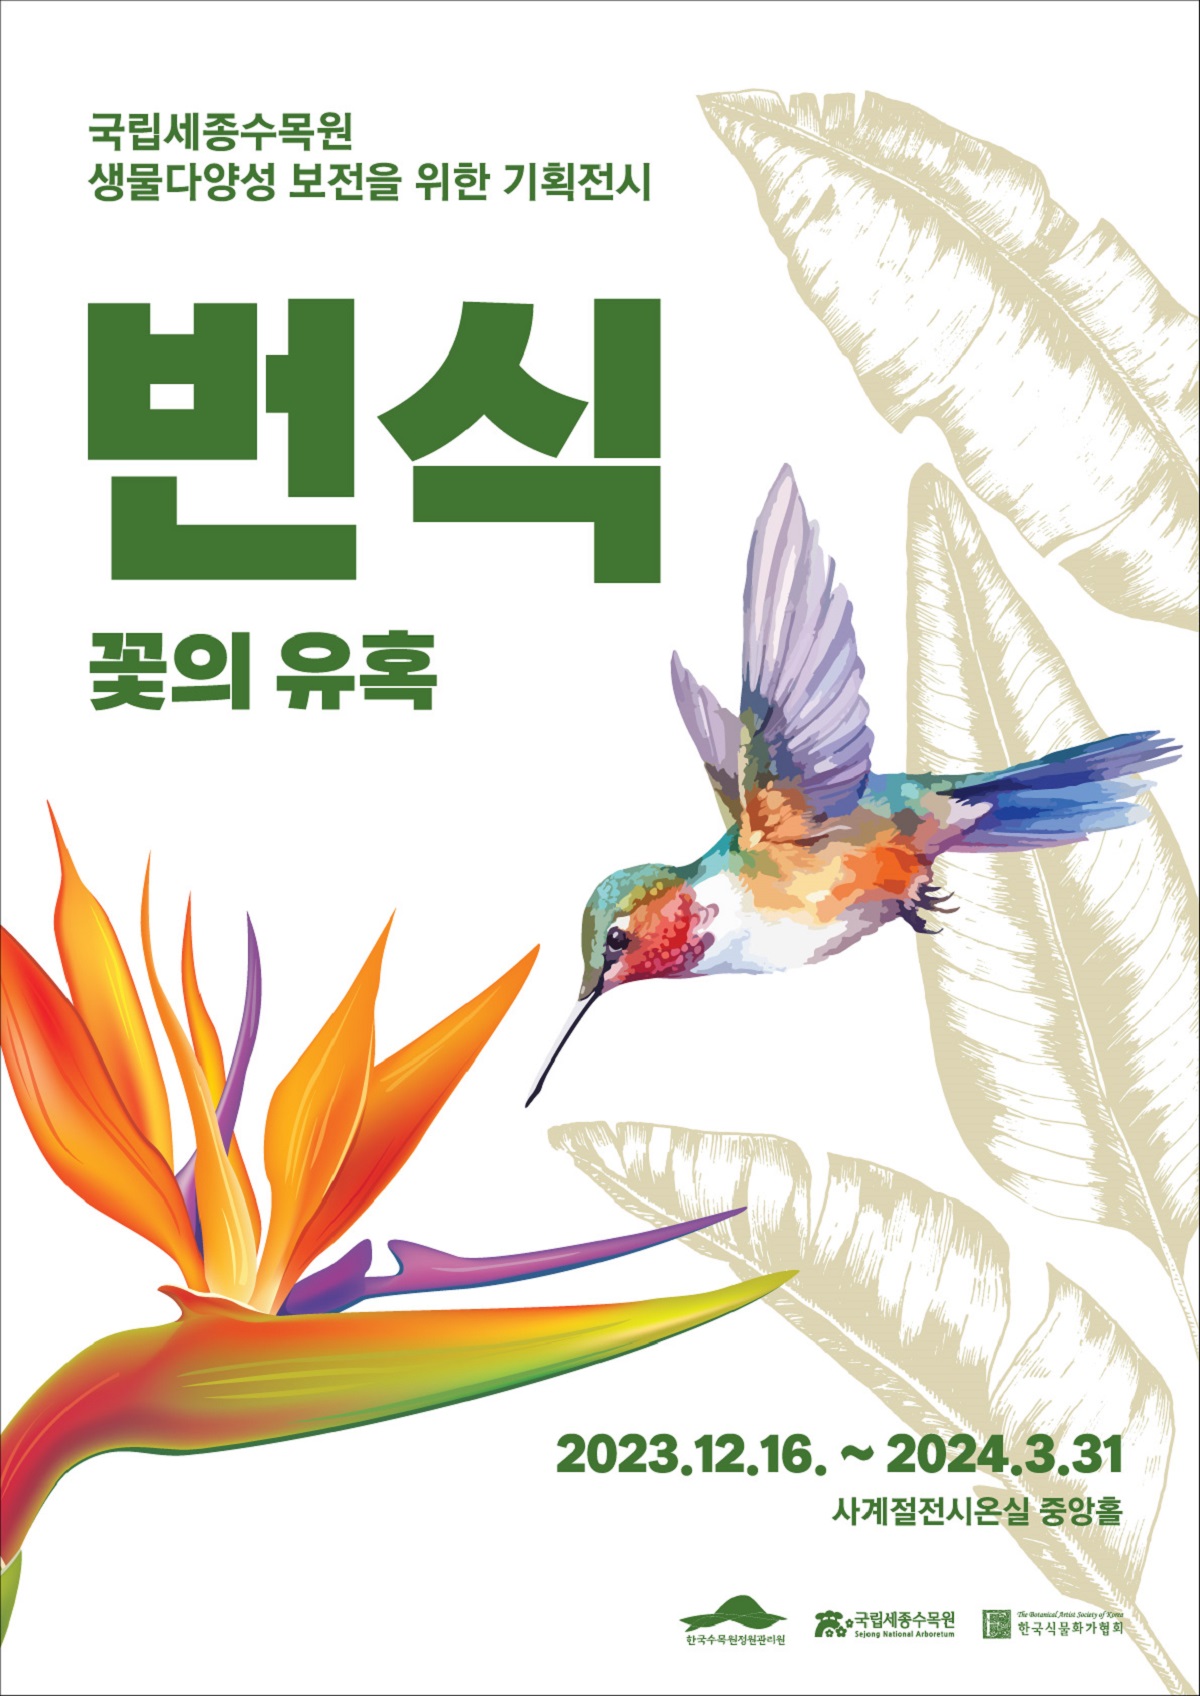 국립세종수목원
생물다양성 보전을 위한 기획전시
번식
꽃의 유혹
2023.12.16. ~ 2024.3.31
사계절전시온실 중앙홀
한국수목원정원관리원
국립세종수목원
Sejong National Arboretum
The Botanical Artist Society of Korea
한국식물화가협회